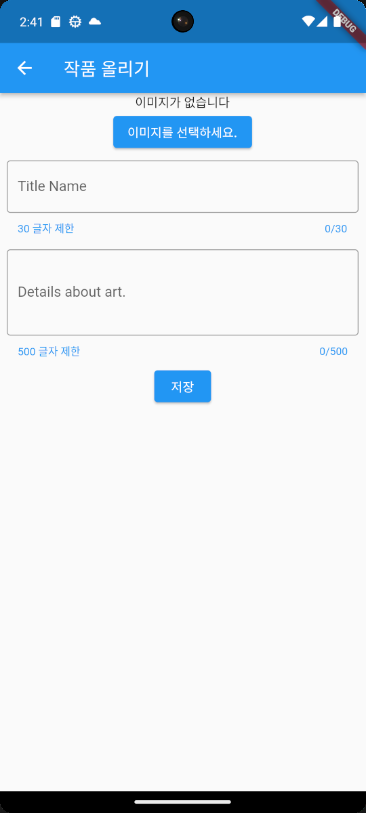 2:41
DEBUG
작품 올리기
이미지가 없습니다
이미지를 선택하세요.
Title Name
30 글자 제한 0/30
Details about art.
500 글자 제한 0/500
저장